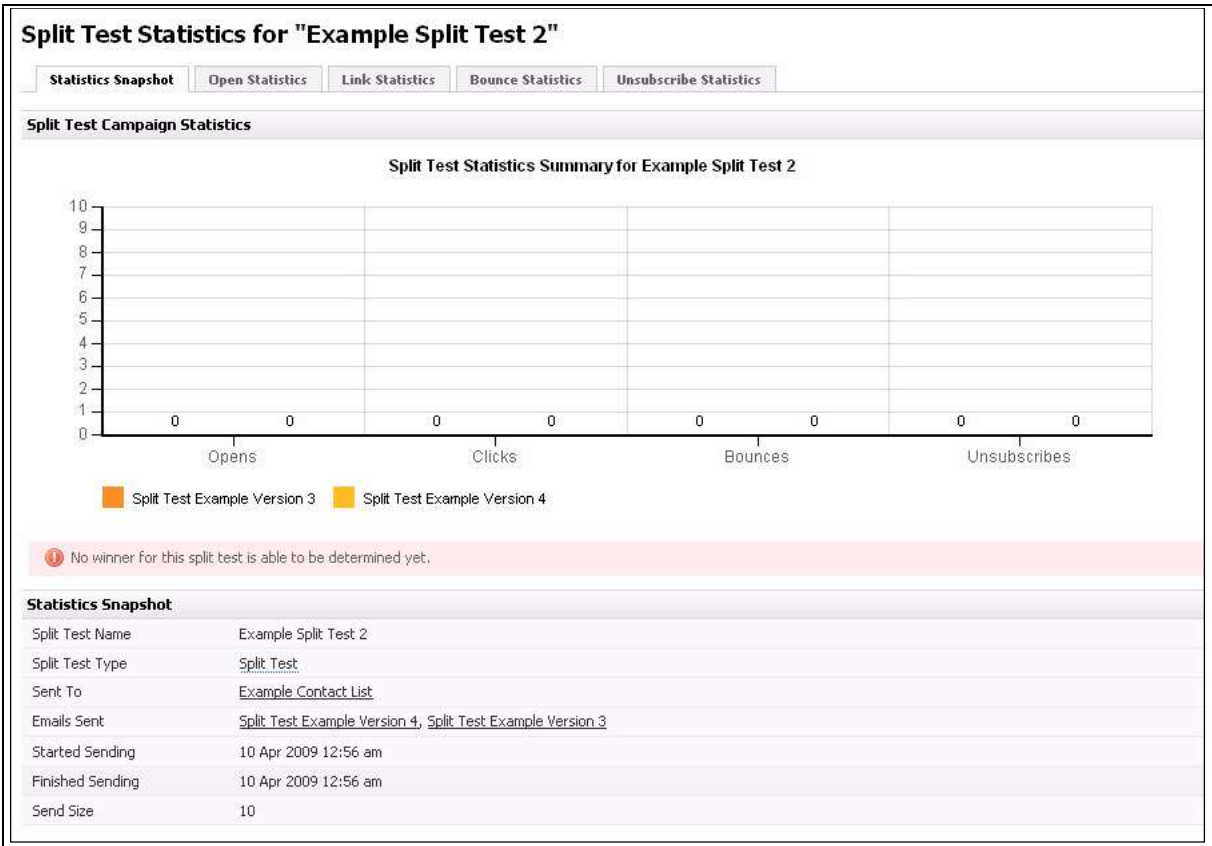 Split Test Statistics for "Example Split Test 2"
Statistics Snapshot Open Statistics Link Statistics Bounce Statistics Unsubscribe Statistics
Split Test Campaign Statistics
Split Test Statistics Summary for Example Split Test 2
10
9
8
7
6
5
4
3
2
1
0
0 0 0 0 0 0 0 0
Opens Clicks Bounces Unsubscribes
Split Test Example Version 3 Split Test Example Version 4
No winner for this split test is able to be determined yet.
Statistics Snapshot
Split Test Name Example Split Test 2
Split Test Type Split Test
Sent To Example Contact List
Emails Sent Split Test Example Version 4, Split Test Example Version 3
Started Sending 10 Apr 2009 12:56 am
Finished Sending 10 Apr 2009 12:56 am
Send Size 10